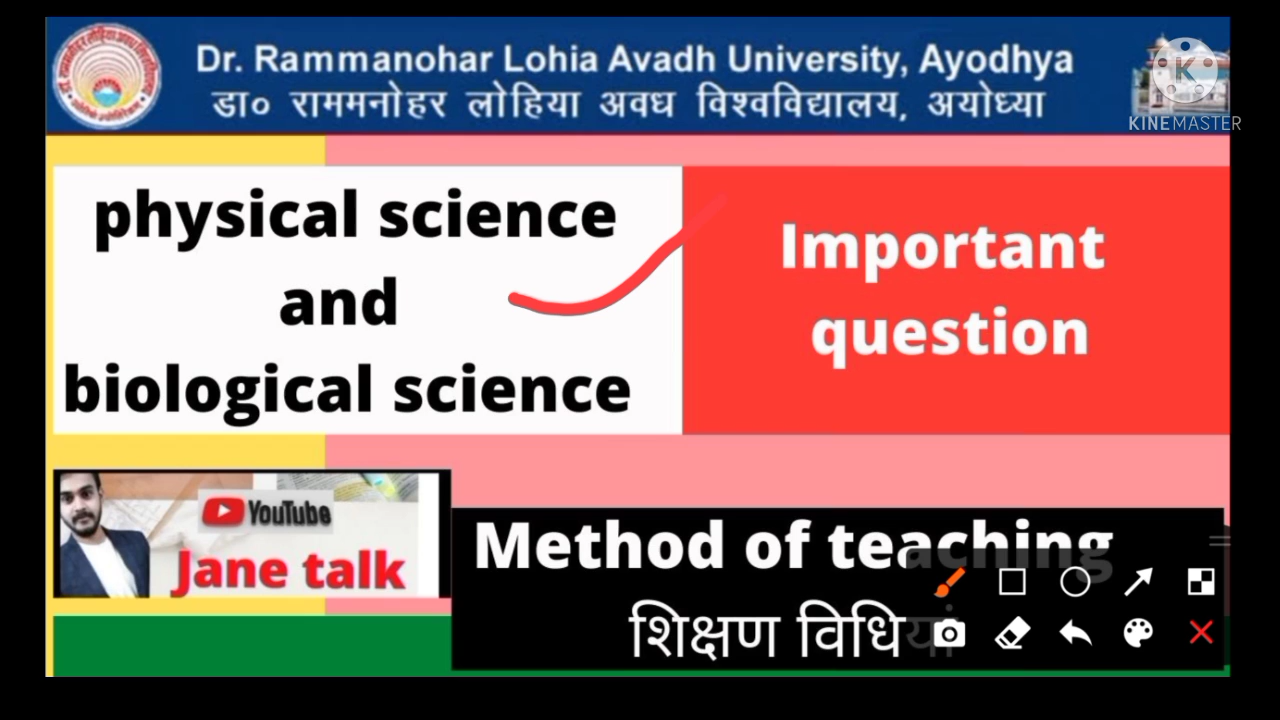 Dr. Rammanohar Lohia Avadh University, Ayodhya
डा० राममनोहर लोहिया अवध विश्वविद्यालय, अयोध्या
K
KINEMASTER
physical science
and
biological science
Important
question
YouTube
Jane talk
Method of teaching
शिक्षण विधियां